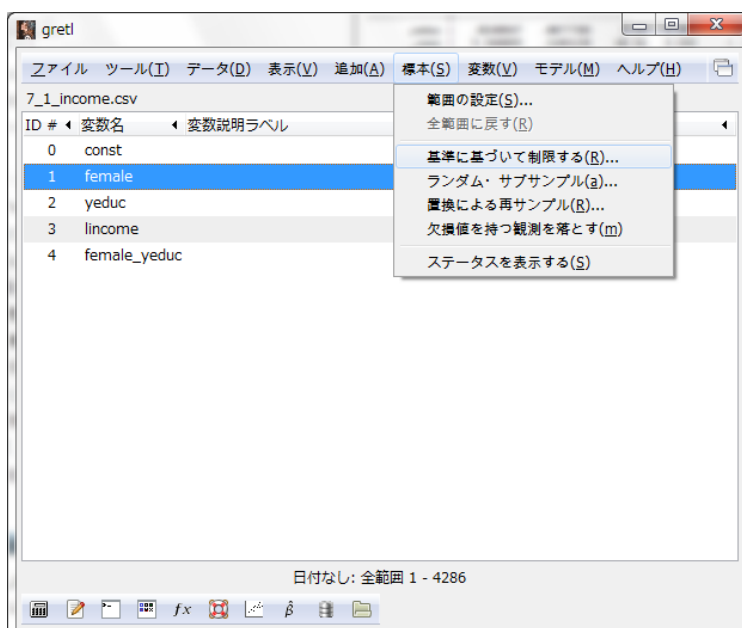 gretl
ファイル ツール(T) データ(D) 表示(V) 追加(A) 標本(S) 変数(V) モデル(M) ヘルプ(H)
7_1_income.csv
ID # 変数名 変数説明ラベル
0 const
1 female
2 yeduc
3 lincome
4 female_yeduc
範囲の設定(S)...
全範囲に戻す(R)
基準に基づいて制限する(R)...
ランダム・サブサンプル(a)...
置換による再サンプル(R)...
欠損値を持つ観測を落とす(m)
ステータスを表示する(S)
日付なし: 全範囲 1 - 4286
fx β̂